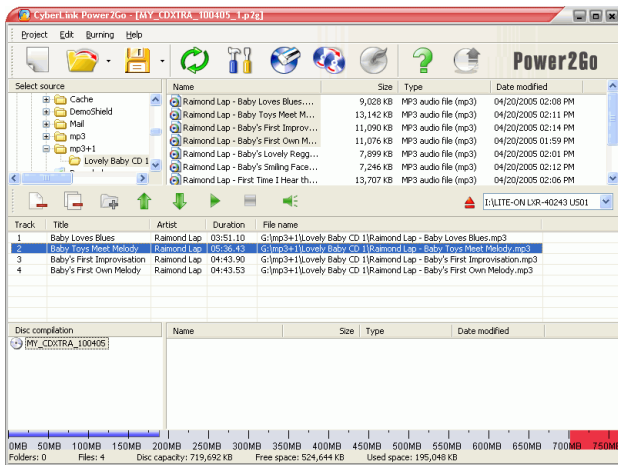 CyberLink Power2Go - [MY_CDXTRA_100405_1.p2g]
Project Edit Burning Help
Power2Go
Select source
Cache
DemoShield
Mail
mp3
mp3+1
Lovely Baby CD 1
Name Size Type Date modified
Raimond Lap - Baby Loves Blues.... 9,028 KB MP3 audio file (mp3) 04/20/2005 02:08 PM
Raimond Lap - Baby Toys Meet M... 13,142 KB MP3 audio file (mp3) 04/20/2005 02:11 PM
Raimond Lap - Baby's First Improv... 11,090 KB MP3 audio file (mp3) 04/20/2005 02:14 PM
Raimond Lap - Baby's First Own M... 11,076 KB MP3 audio file (mp3) 04/20/2005 01:59 PM
Raimond Lap - Baby's Lovely Regg... 7,899 KB MP3 audio file (mp3) 04/20/2005 02:01 PM
Raimond Lap - Baby's Smiling Face... 7,246 KB MP3 audio file (mp3) 04/20/2005 02:12 PM
Raimond Lap - First Time I Hear th... 13,707 KB MP3 audio file (mp3) 04/20/2005 02:06 PM
I:\LITE-ON LXR-40243 US01
Track Title Artist Duration File name
1 Baby Loves Blues Raimond Lap 03:51.10 G:\mp3+1\Lovely Baby CD 1\Raimond Lap - Baby Loves Blues.mp3
2 Baby Toys Meet Melody Raimond Lap 05:36.43 G:\mp3+1\Lovely Baby CD 1\Raimond Lap - Baby Toys Meet Melody.mp3
3 Baby's First Improvisation Raimond Lap 04:43.90 G:\mp3+1\Lovely Baby CD 1\Raimond Lap - Baby's First Improvisation.mp3
4 Baby's First Own Melody Raimond Lap 04:43.53 G:\mp3+1\Lovely Baby CD 1\Raimond Lap - Baby's First Own Melody.mp3
Disc compilation
MY_CDXTRA_100405
Name Size Type Date modified
0MB 50MB 100MB 150MB 200MB 250MB 300MB 350MB 400MB 450MB 500MB 550MB 600MB 650MB 700MB 750MB
Folders: 0 Files: 4 Disc capacity: 719,692 KB Free space: 524,644 KB Used space: 195,048 KB